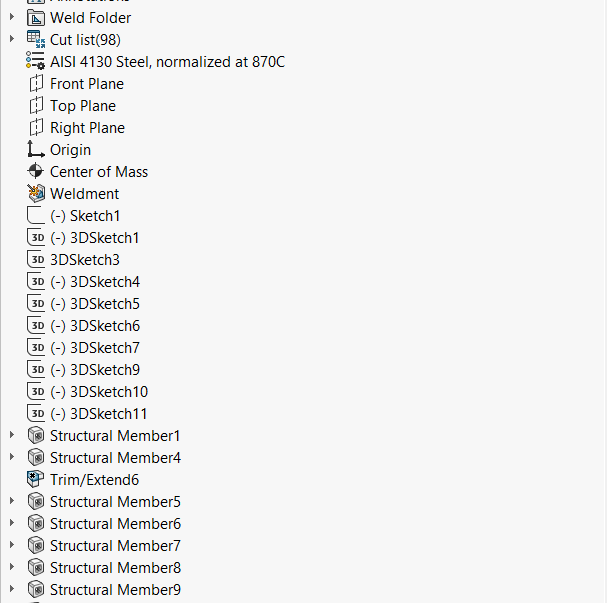 Annotations
Weld Folder
Cut list(98)
AISI 4130 Steel, normalized at 870C
Front Plane
Top Plane
Right Plane
Origin
Center of Mass
Weldment
(-) Sketch1
3D (-) 3DSketch1
3D 3DSketch3
3D (-) 3DSketch4
3D (-) 3DSketch5
3D (-) 3DSketch6
3D (-) 3DSketch7
3D (-) 3DSketch9
3D (-) 3DSketch10
3D (-) 3DSketch11
Structural Member1
Structural Member4
Trim/Extend6
Structural Member5
Structural Member6
Structural Member7
Structural Member8
Structural Member9